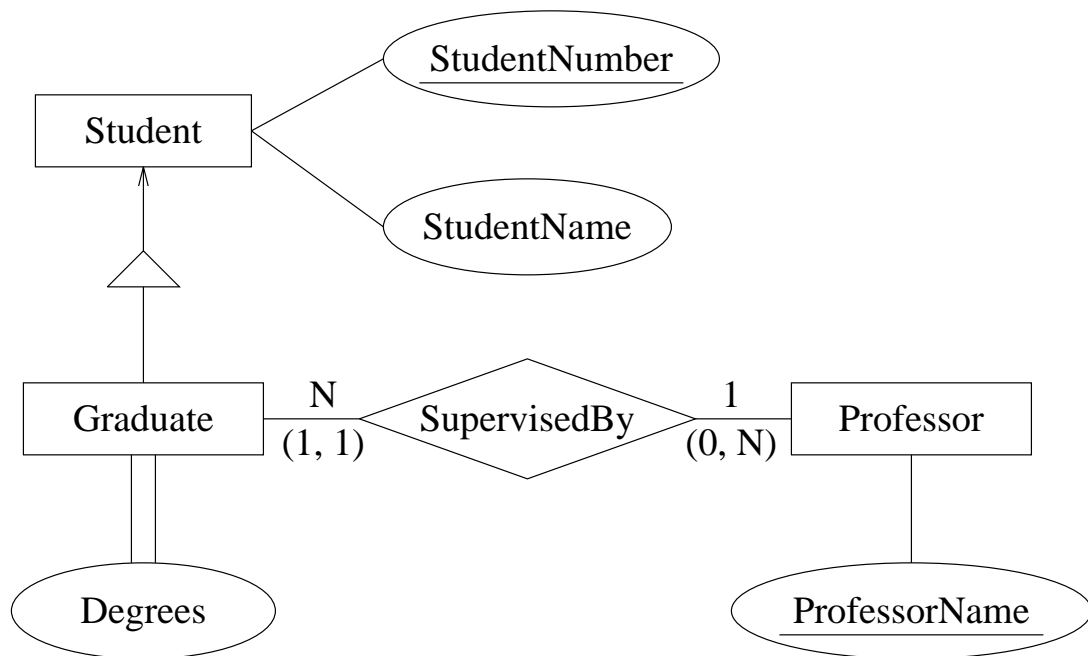 StudentNumber
Student
StudentName
Graduate
N
(1, 1)
SupervisedBy
1
(0, N)
Professor
Degrees
ProfessorName